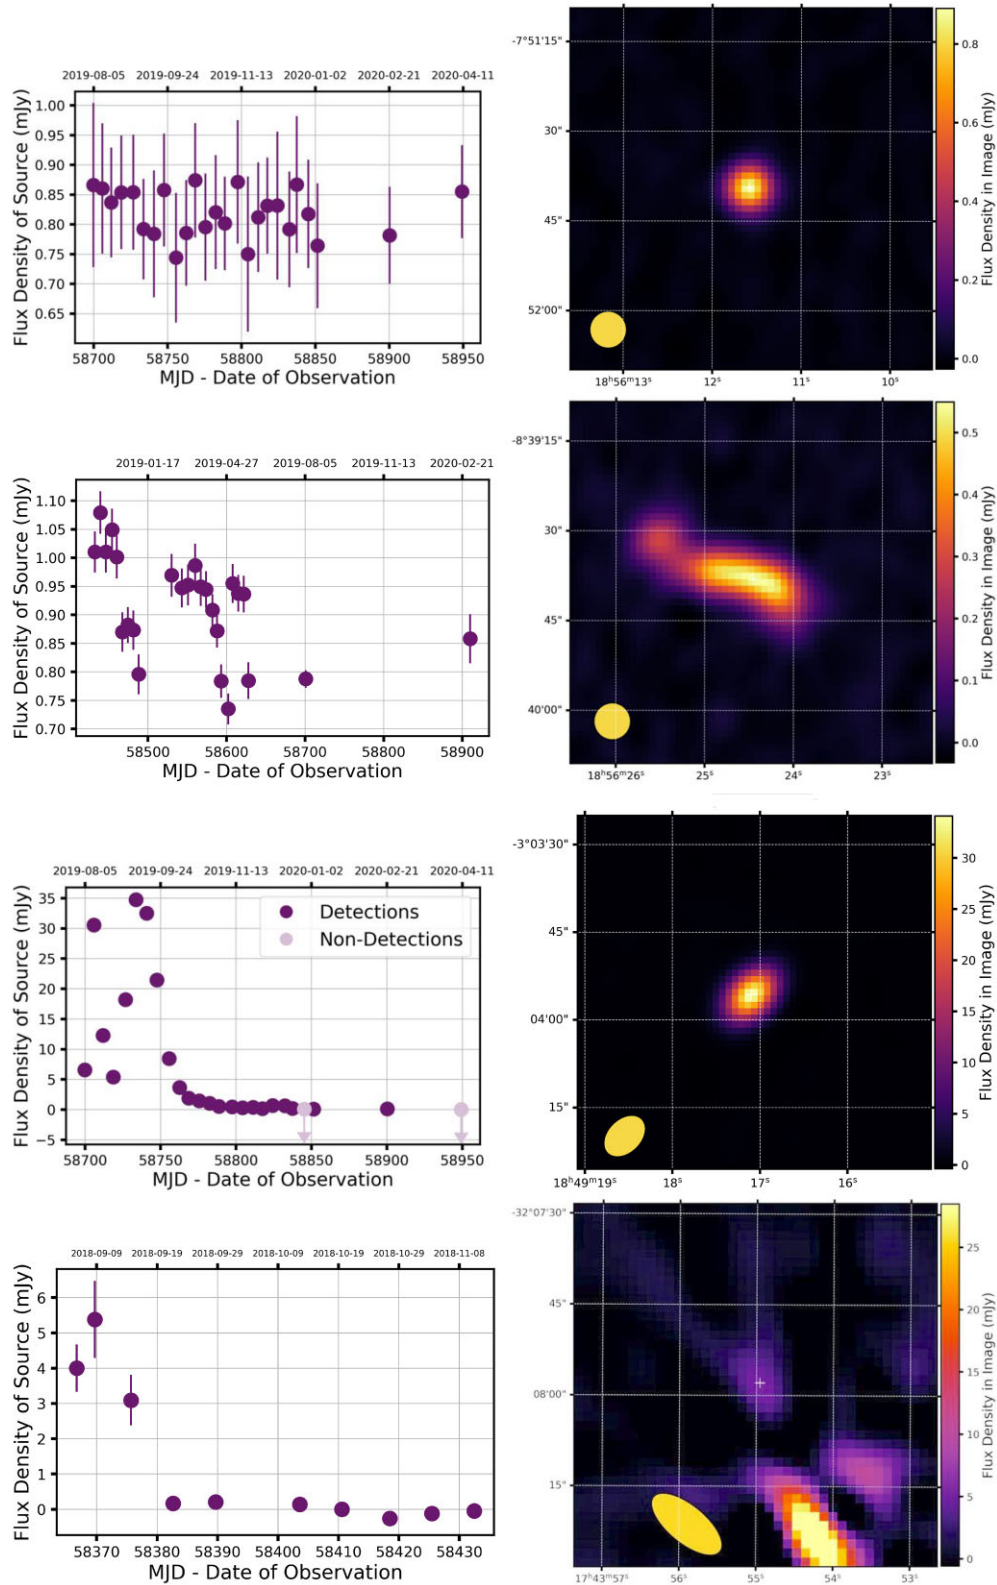 2019-08-05 2019-09-24 2019-11-13 2020-01-02 2020-02-21 2020-04-11
Flux Density of Source (mJy)
1.00
0.95
0.90
0.85
0.80
0.75
0.70
0.65
58700 58750 58800 58850 58900 58950
MJD - Date of Observation
-7°51'15"
30"
45"
52'00"
18ʰ56ᵐ13ˢ 12ˢ 11ˢ 10ˢ
0.8
0.6
0.4
0.2
0.0
Flux Density in Image (mJy)
2019-01-17 2019-04-27 2019-08-05 2019-11-13 2020-02-21
Flux Density of Source (mJy)
1.10
1.05
1.00
0.95
0.90
0.85
0.80
0.75
0.70
58500 58600 58700 58800 58900
MJD - Date of Observation
-8°39'15"
30"
45"
40'00"
18ʰ56ᵐ26ˢ 25ˢ 24ˢ 23ˢ
0.5
0.4
0.3
0.2
0.1
0.0
Flux Density in Image (mJy)
2019-08-05 2019-09-24 2019-11-13 2020-01-02 2020-02-21 2020-04-11
Flux Density of Source (mJy)
35
30
25
20
15
10
5
0
−5
Detections
Non-Detections
58700 58750 58800 58850 58900 58950
MJD - Date of Observation
-3°03'30"
45"
04'00"
15"
18ʰ49ᵐ19ˢ 18ˢ 17ˢ 16ˢ
30
25
20
15
10
5
0
Flux Density in Image (mJy)
2018-09-09 2018-09-19 2018-09-29 2018-10-09 2018-10-19 2018-10-29 2018-11-08
Flux Density of Source (mJy)
6
5
4
3
2
1
0
58370 58380 58390 58400 58410 58420 58430
MJD - Date of Observation
-32°07'30"
45"
08'00"
15"
17ʰ43ᵐ57ˢ 56ˢ 55ˢ 54ˢ 53ˢ
25
20
15
10
5
0
Flux Density in Image (mJy)